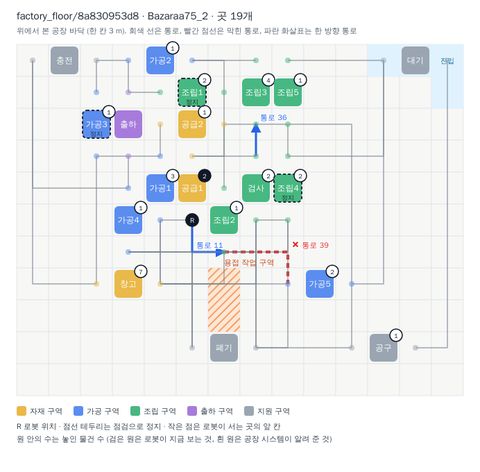 factory_floor/8a830953d8 · Bazaraa75_2 · 곳 19개
위에서 본 공장 바닥 (한 칸 3 m). 회색 선은 통로, 빨간 점선은 막힌 통로, 파란 화살표는 한 방향 통로
충전
가공2
1
대기
전립
조립1
2
정지
조립3
4
조립5
1
가공3
1
정지
출하
공급2
1
통로 36
가공1
3
공급1
2
검사
2
조립4
2
정지
가공4
1
R
조립2
1
통로 11
✖ 통로 39
용접 작업 구역
창고
7
가공5
2
폐기
공구
1
자재 구역
가공 구역
조립 구역
출하 구역
지원 구역
R 로봇 위치 · 점선 테두리는 점검으로 정지 · 작은 점은 로봇이 서는 곳의 앞 칸
원 안의 수는 놓인 물건 수 (검은 원은 로봇이 지금 보는 것, 흰 원은 공장 시스템이 알려 준 것)